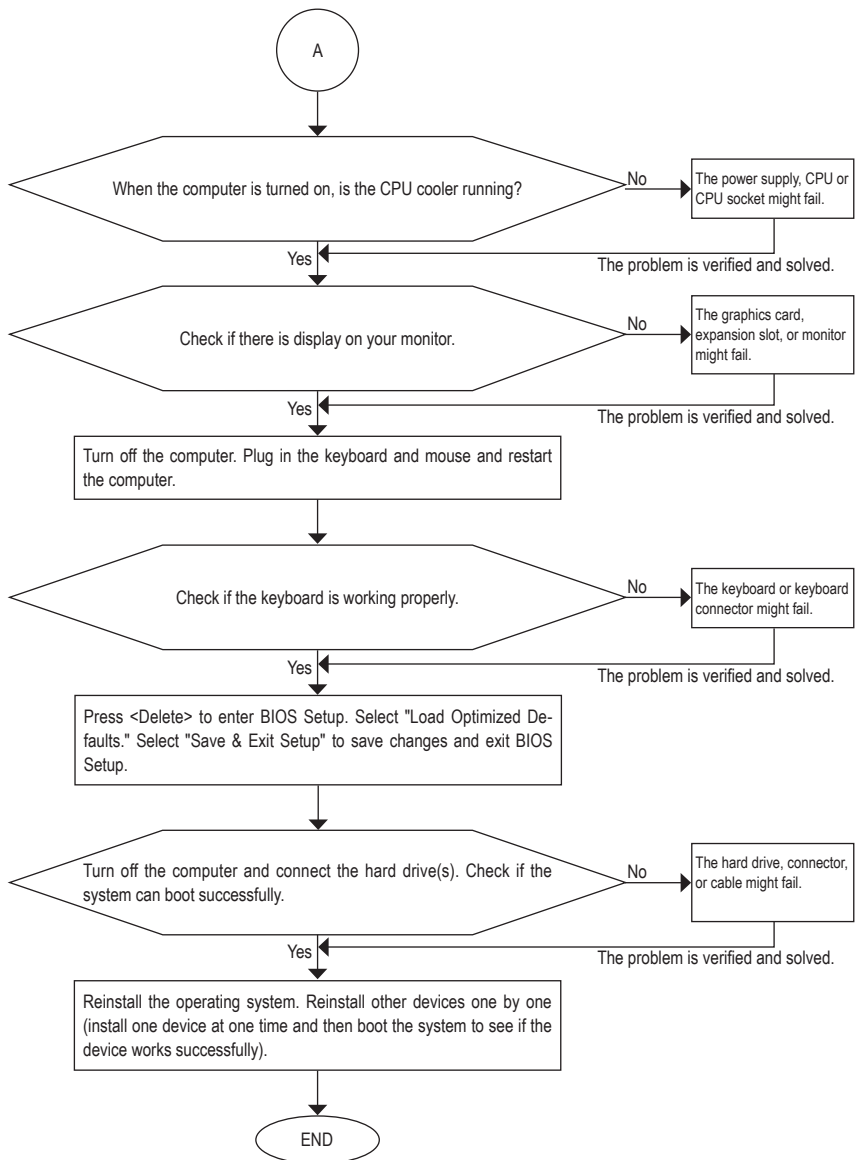 A
When the computer is turned on, is the CPU cooler running?
No
The power supply, CPU or
CPU socket might fail.
Yes
The problem is verified and solved.
Check if there is display on your monitor.
No
The graphics card,
expansion slot, or monitor
might fail.
Yes
The problem is verified and solved.
Turn off the computer. Plug in the keyboard and mouse and restart
the computer.
Check if the keyboard is working properly.
No
The keyboard or keyboard
connector might fail.
Yes
The problem is verified and solved.
Press <Delete> to enter BIOS Setup. Select "Load Optimized De-
faults." Select "Save & Exit Setup" to save changes and exit BIOS
Setup.
Turn off the computer and connect the hard drive(s). Check if the
system can boot successfully.
No
The hard drive, connector,
or cable might fail.
Yes
The problem is verified and solved.
Reinstall the operating system. Reinstall other devices one by one
(install one device at one time and then boot the system to see if the
device works successfully).
END